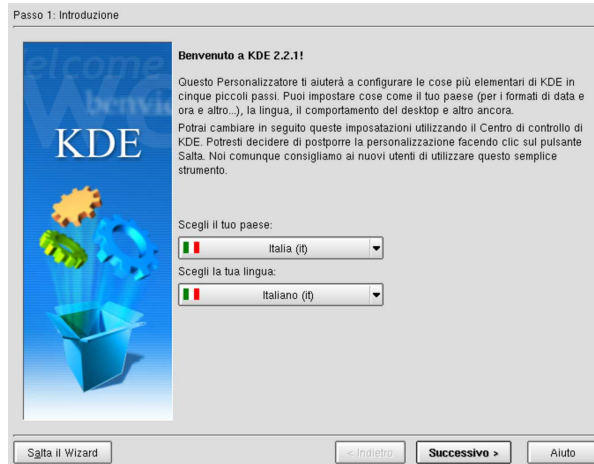 Passo 1: Introduzione
elcome
benvi
KDE
Benvenuto a KDE 2.2.1!
Questo Personalizzatore ti aiuterà a configurare le cose più elementari di KDE in
cinque piccoli passi. Puoi impostare cose come il tuo paese (per i formati di data e
ora e altro...), la lingua, il comportamento del desktop e altro ancora.
Potrai cambiare in seguito queste imposatazioni utilizzando il Centro di controllo di
KDE. Potresti decidere di postporre la personalizzazione facendo clic sul pulsante
Salta. Noi comunque consigliamo ai nuovi utenti di utilizzare questo semplice
strumento.
Scegli il tuo paese:
Italia (it)
Scegli la tua lingua:
Italiano (it)
Salta il Wizard
< Indietro
Successivo >
Aiuto